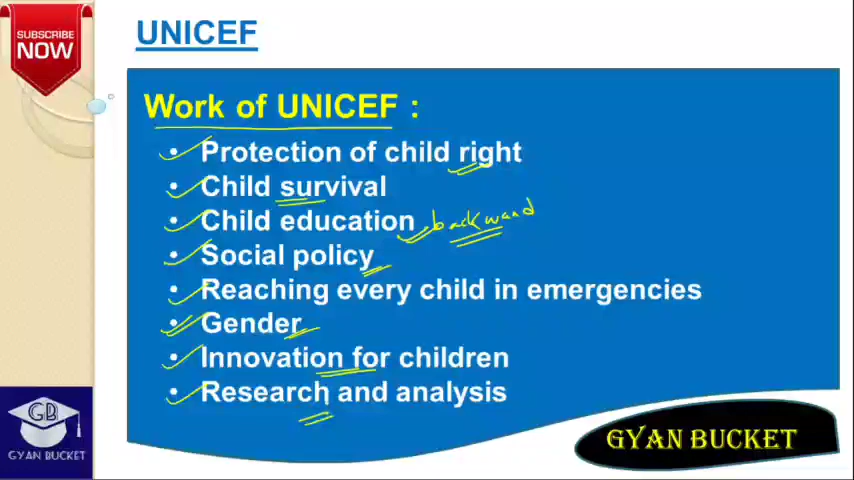 SUBSCRIBE
NOW
UNICEF
Work of UNICEF :
• Protection of child right
• Child survival
• Child education backward
• Social policy
• Reaching every child in emergencies
• Gender
• Innovation for children
• Research and analysis
GB
GYAN BUCKET
GYAN BUCKET